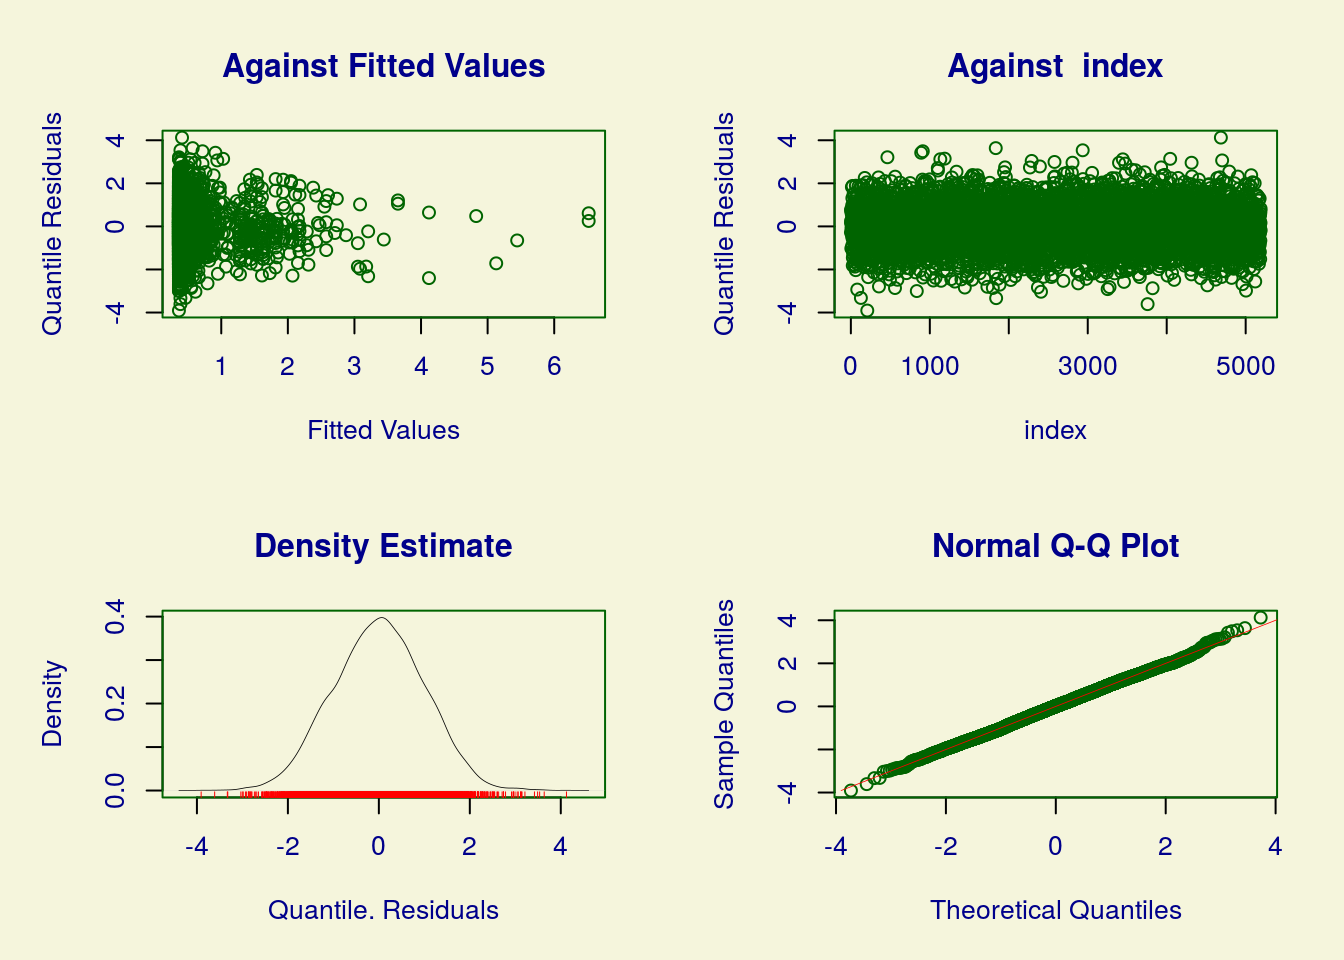 Against Fitted Values
Quantile Residuals
-4 0 2 4
1 2 3 4 5 6
Fitted Values
Against  index
Quantile Residuals
-4 0 2 4
0 1000 3000 5000
index
Density Estimate
Density
0.0 0.2 0.4
-4 -2 0 2 4
Quantile. Residuals
Normal Q-Q Plot
Sample Quantiles
-4 0 2 4
-4 -2 0 2 4
Theoretical Quantiles